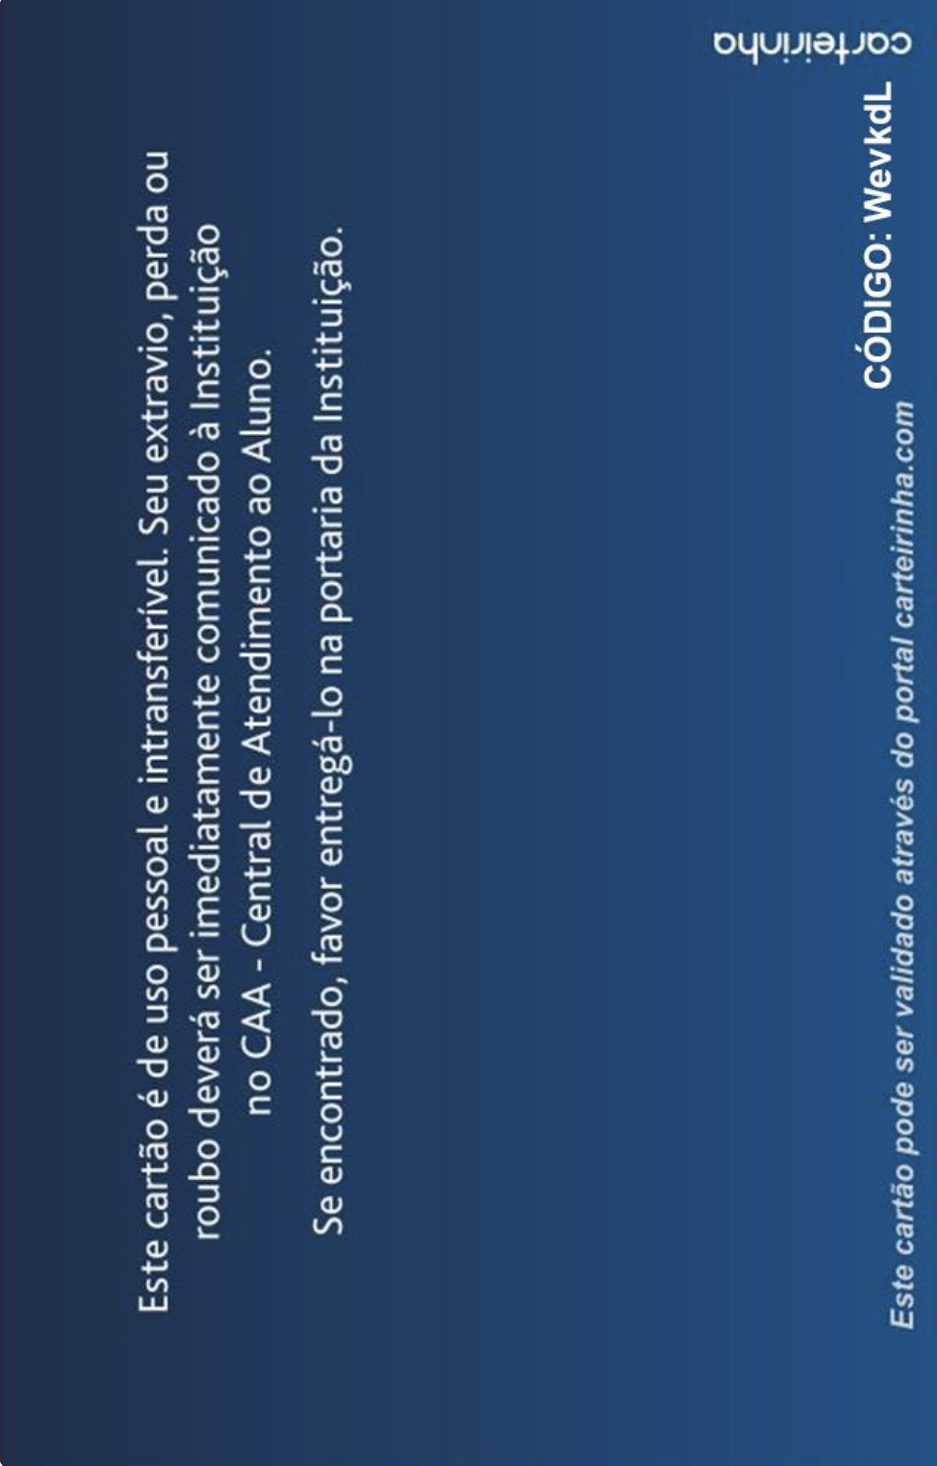 Este cartão é de uso pessoal e intransferível. Seu extravio, perda ou
roubo deverá ser imediatamente comunicado à Instituição
no CAA - Central de Atendimento ao Aluno.
Se encontrado, favor entregá-lo na portaria da Instituição.
CÓDIGO: WevkdL
Este cartão pode ser validado através do portal carteirinha.com
carteirinha